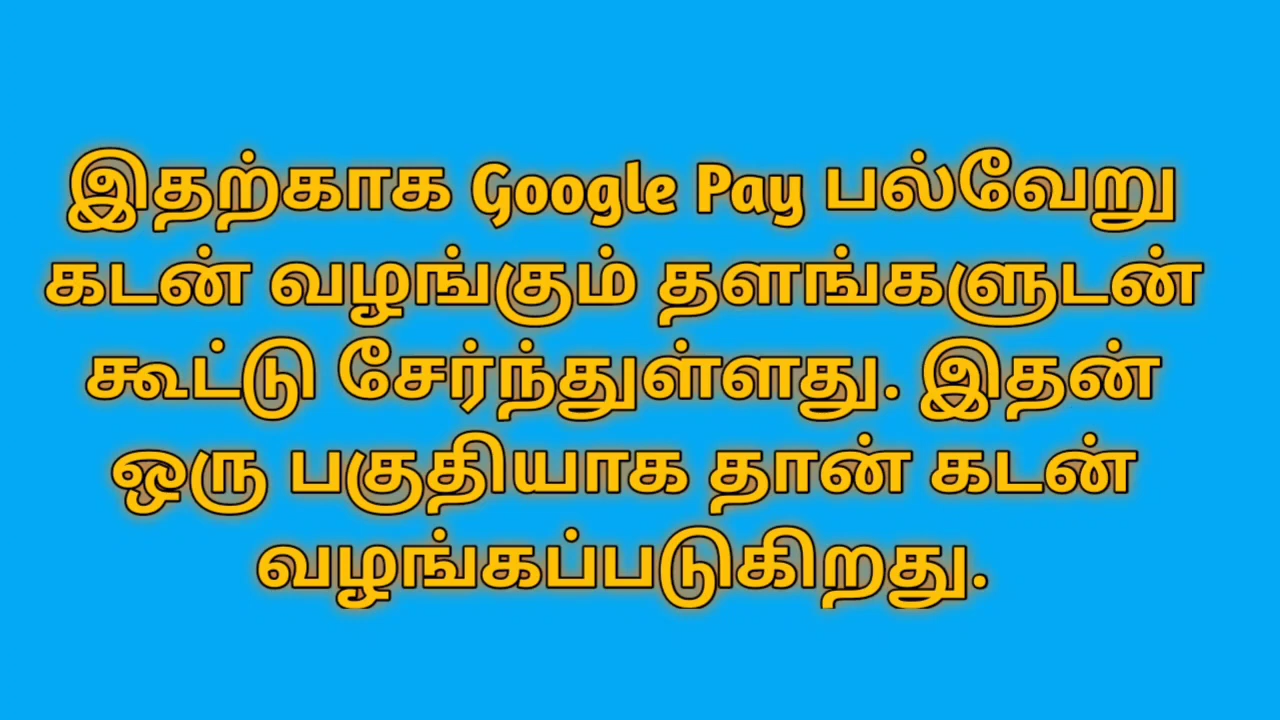 இதற்காக Google Pay பல்வேறு
கடன் வழங்கும் தளங்களுடன்
கூட்டு சேர்ந்துள்ளது. இதன்
ஒரு பகுதியாக தான் கடன்
வழங்கப்படுகிறது.